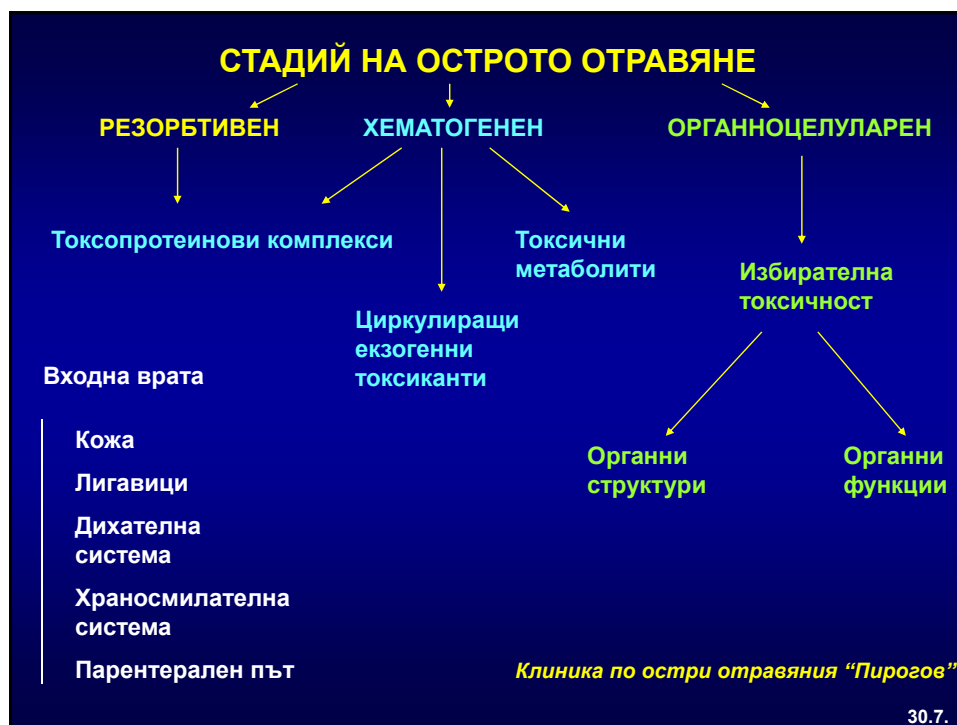 СТАДИЙ НА ОСТРОТО ОТРАВЯНЕ
РЕЗОРБТИВЕН
ХЕМАТОГЕНЕН
ОРГАННОЦЕЛУЛАРЕН
Токсопротеинови комплекси
Токсични
метаболити
Избирателна
токсичност
Циркулиращи
екзогенни
токсиканти
Входна врата
Кожа
Лигавици
Дихателна
система
Храносмилателна
система
Парентерален път
Органни
структури
Органни
функции
Клиника по остри отравяния “Пирогов”
30.7.